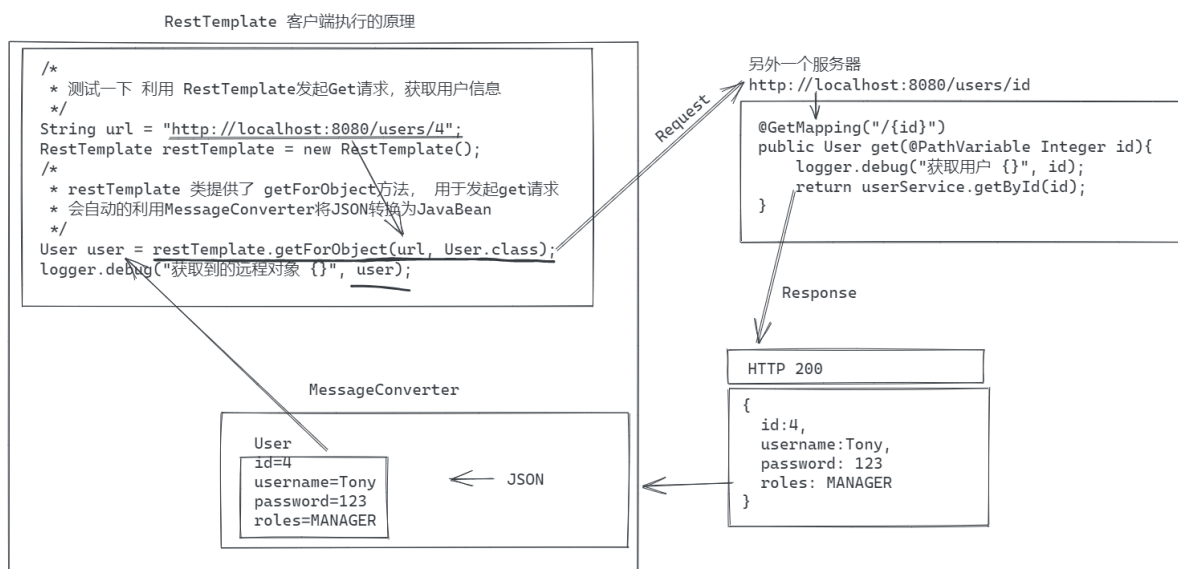 RestTemplate 客户端执行的原理
/*
* 测试一下 利用 RestTemplate发起Get请求，获取用户信息
*/
String url = "http://localhost:8080/users/4";
RestTemplate restTemplate = new RestTemplate();
/*
* restTemplate 类提供了 getForObject方法， 用于发起get请求
* 会自动的利用MessageConverter将JSON转换为JavaBean
*/
User user = restTemplate.getForObject(url, User.class);
logger.debug("获取到的远程对象 {}", user);
Request
另外一个服务器
http://localhost:8080/users/id
@GetMapping("/{id}")
public User get(@PathVariable Integer id){
logger.debug("获取用户 {}", id);
return userService.getById(id);
}
Response
HTTP 200
{
id:4,
username:Tony,
password: 123
roles: MANAGER
}
MessageConverter
User
id=4
username=Tony
password=123
roles=MANAGER
JSON